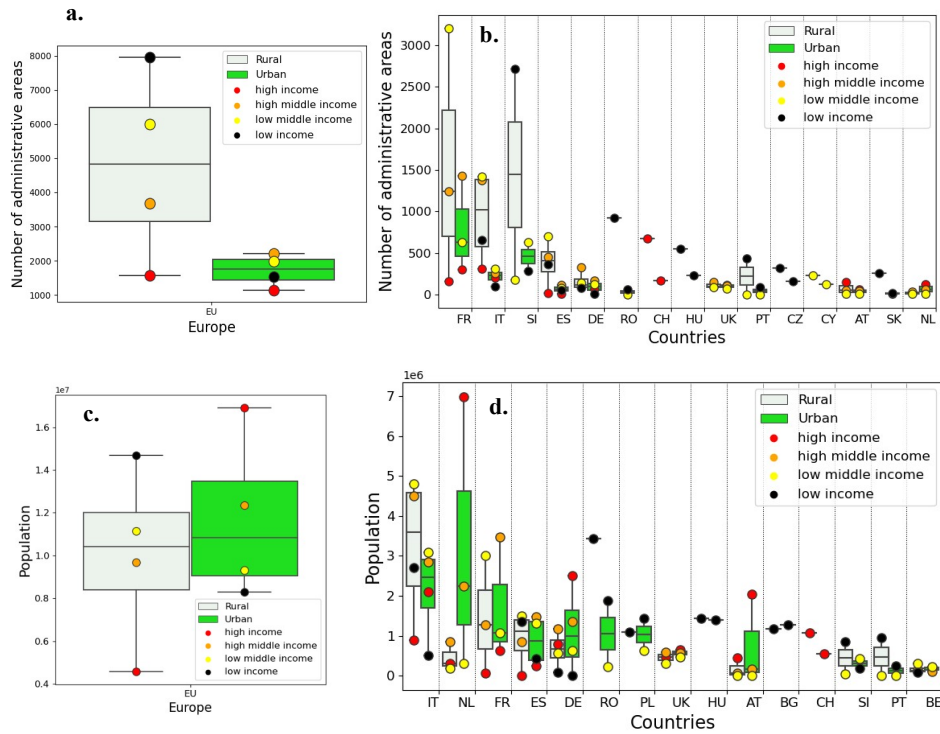 a.
8000
7000
6000
5000
4000
3000
2000
1000
Number of administrative areas
Rural
Urban
high income
high middle income
low middle income
low income
EU
Europe
b.
3000
2500
2000
1500
1000
500
0
Number of administrative areas
Rural
Urban
high income
high middle income
low middle income
low income
FR IT SI ES DE RO CH HU UK PT CZ CY AT SK NL
Countries
c.
1e7
1.6
1.4
1.2
1.0
0.8
0.6
0.4
Population
Rural
Urban
high income
high middle income
low middle income
low income
EU
Europe
d.
1e6
7
6
5
4
3
2
1
0
Population
Rural
Urban
high income
high middle income
low middle income
low income
IT NL FR ES DE RO PL UK HU AT BG CH SI PT BE
Countries